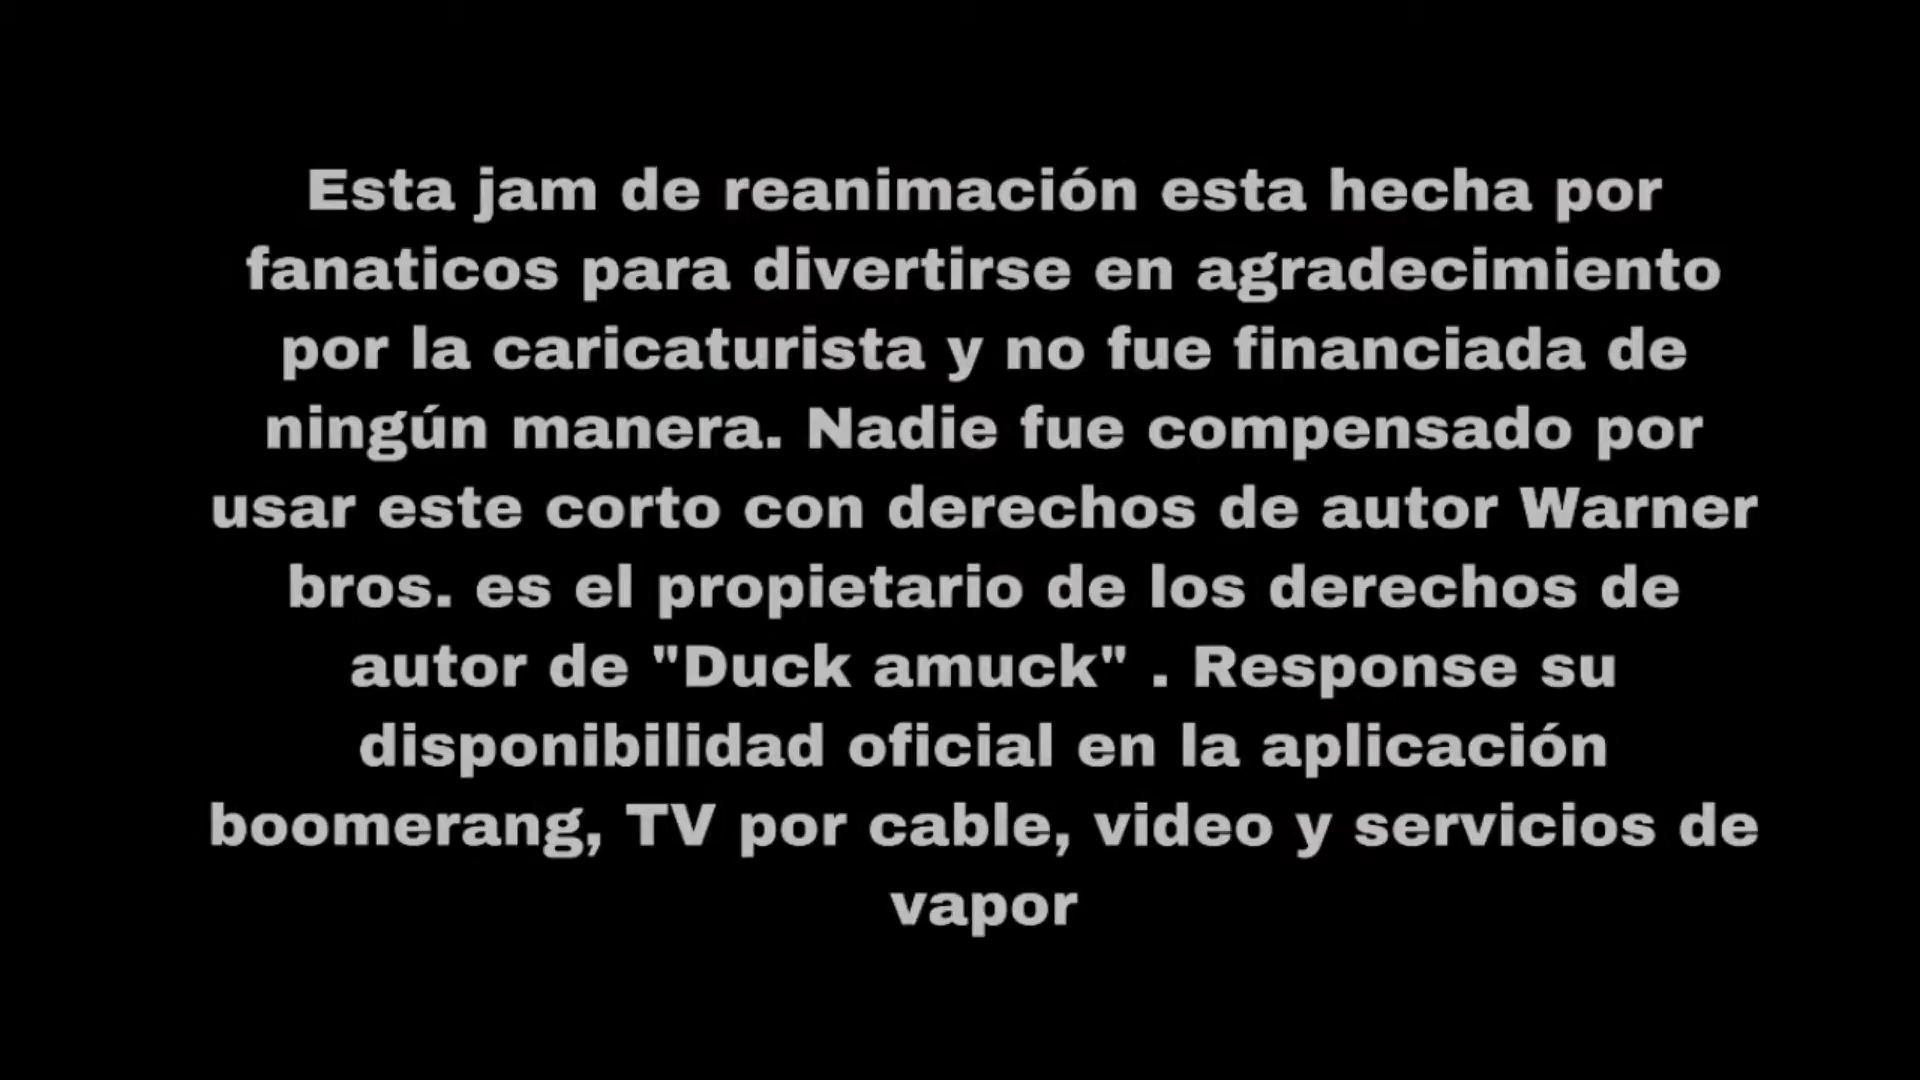 Esta jam de reanimación esta hecha por
fanaticos para divertirse en agradecimiento
por la caricaturista y no fue financiada de
ningún manera. Nadie fue compensado por
usar este corto con derechos de autor Warner
bros. es el propietario de los derechos de
autor de "Duck amuck" . Response su
disponibilidad oficial en la aplicación
boomerang, TV por cable, video y servicios de
vapor